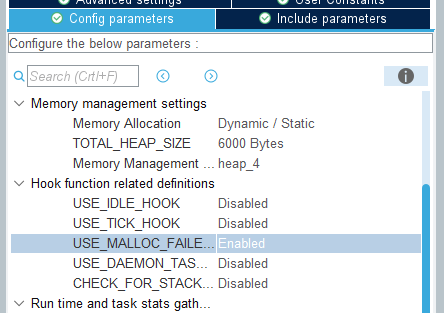 Advanced settings
User Constants
Config parameters
Include parameters
Configure the below parameters :
Search (CrtI+F)
Memory management settings
Memory Allocation Dynamic / Static
TOTAL_HEAP_SIZE 6000 Bytes
Memory Management ... heap_4
Hook function related definitions
USE_IDLE_HOOK Disabled
USE_TICK_HOOK Disabled
USE_MALLOC_FAILE... Enabled
USE_DAEMON_TAS... Disabled
CHECK_FOR_STACK... Disabled
Run time and task stats gath...